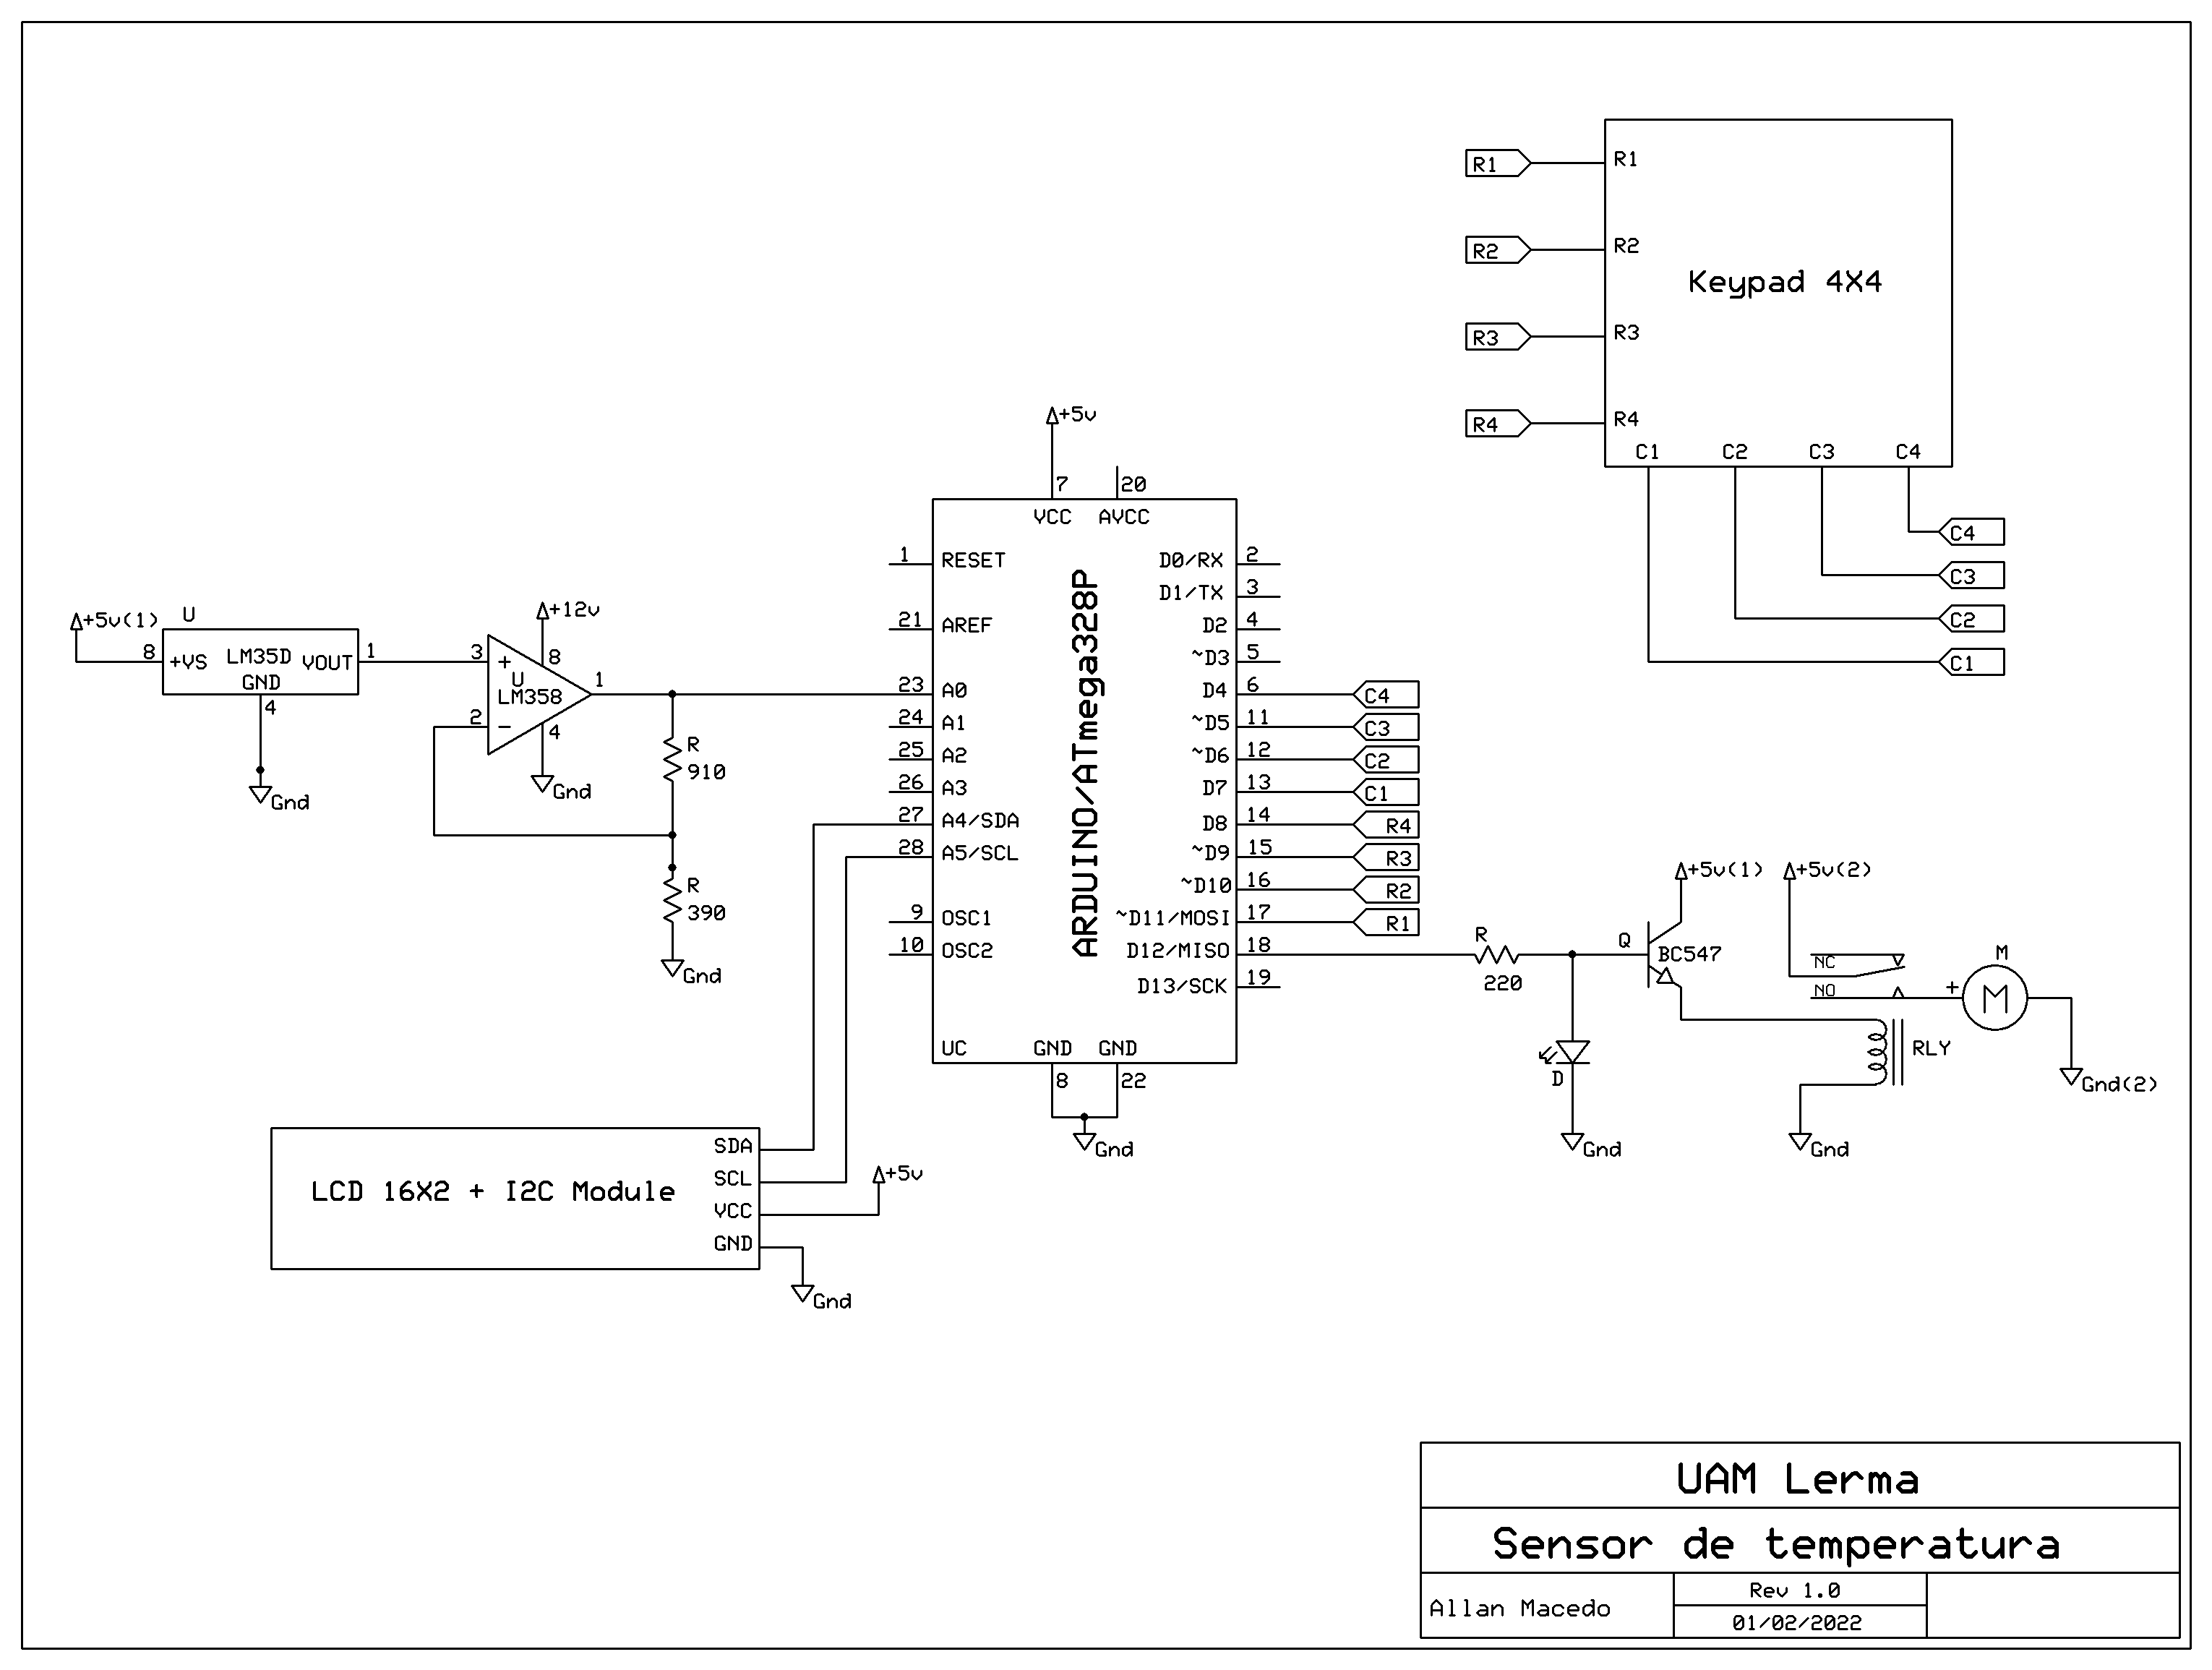 R1
R1
R2
R2
Keypad 4X4
R3
R3
R4
R4
C1 C2 C3 C4
C4
C3
C2
C1
+5v(1)
U
8
+VS
LM35D
VOUT
GND
1
4
Gnd
+12v
3
+
8
U
LM358
1
2
-
4
Gnd
R
910
R
390
Gnd
+5v
7
20
VCC AVCC
ARDUINO/ATmega328P
1 RESET
21 AREF
23 A0
24 A1
25 A2
26 A3
27 A4/SDA
28 A5/SCL
9 OSC1
10 OSC2
UC
D0/RX 2
D1/TX 3
D2 4
~D3 5
D4 6 C4
~D5 11 C3
~D6 12 C2
D7 13 C1
D8 14 R4
~D9 15 R3
~D10 16 R2
~D11/MOSI 17 R1
D12/MISO 18
D13/SCK 19
GND GND
8
22
Gnd
R
220
D
Gnd
Q
BC547
+5v(1)
+5v(2)
NC
NO
+
M
M
RLY
Gnd
Gnd(2)
LCD 16X2 + I2C Module
SDA
SCL
VCC
GND
+5v
Gnd
UAM Lerma
Sensor de temperatura
Allan Macedo
Rev 1.0
01/02/2022